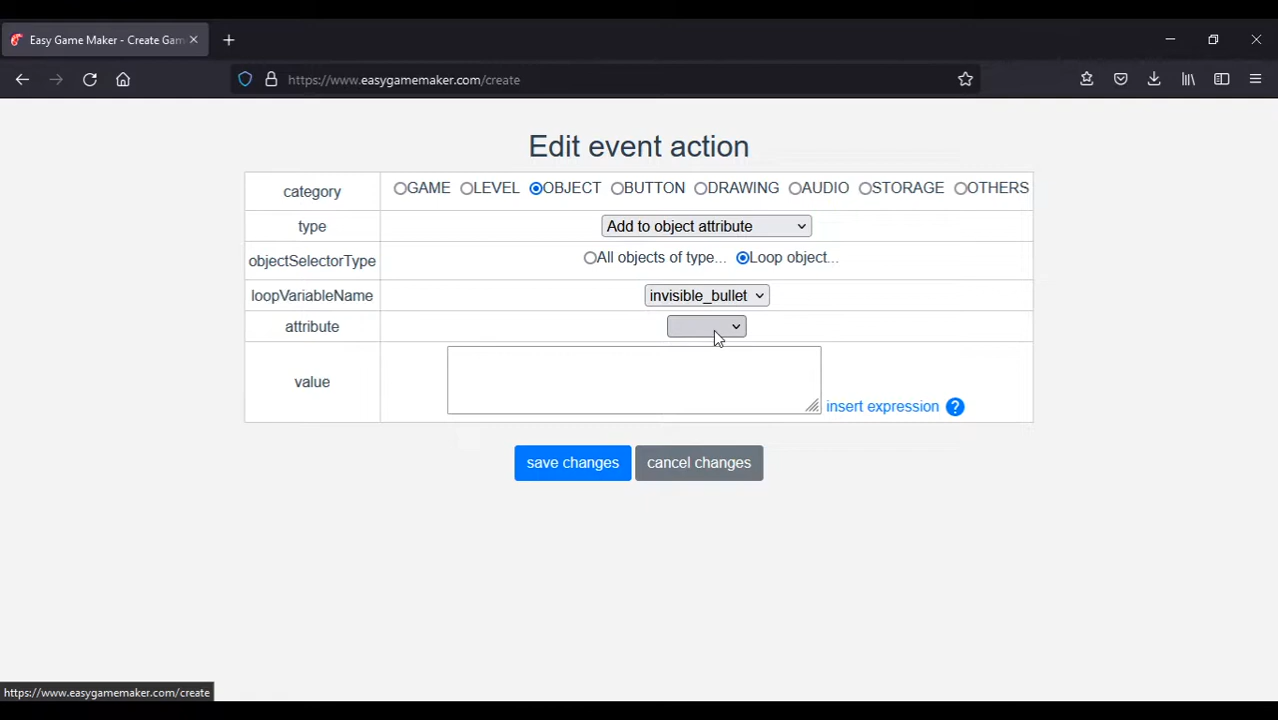 Easy Game Maker - Create Gam
https://www.easygamemaker.com/create
Edit event action
category GAME LEVEL OBJECT BUTTON DRAWING AUDIO STORAGE OTHERS
type Add to object attribute
objectSelectorType All objects of type... Loop object...
loopVariableName invisible_bullet
attribute
value
insert expression ?
save changes cancel changes
https://www.easygamemaker.com/create